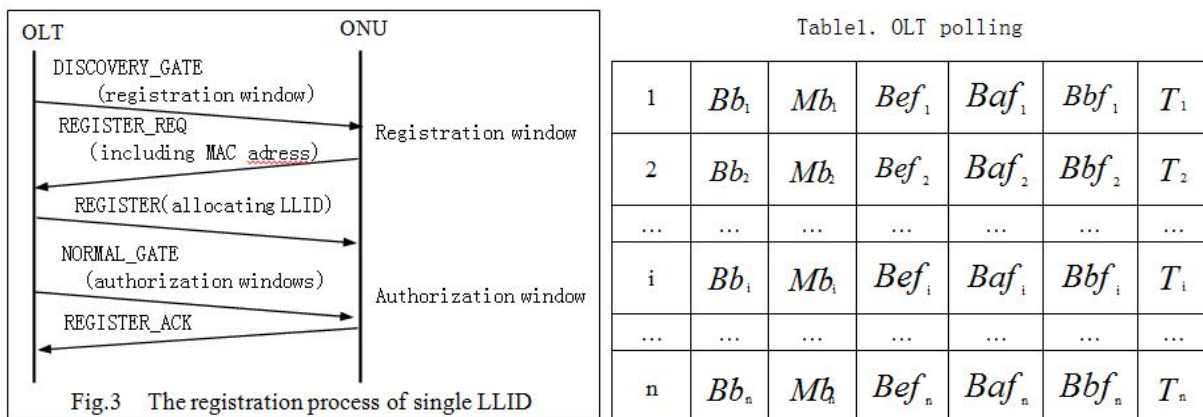 OLT
ONU
DISCOVERY_GATE
(registration window)
REGISTER_REQ
(including MAC adress)
Registration window
REGISTER(allocating LLID)
NORMAL_GATE
(authorization windows)
Authorization window
REGISTER_ACK
Fig.3 The registration process of single LLID
Table1. OLT polling
1 Bb₁ Mb₁ Bef₁ Baf₁ Bbf₁ T₁
2 Bb₂ Mb₂ Bef₂ Baf₂ Bbf₂ T₂
... ... ... ... ... ... ...
i Bbᵢ Mbᵢ Befᵢ Bafᵢ Bbfᵢ Tᵢ
... ... ... ... ... ... ...
n Bbₙ Mbₙ Befₙ Bafₙ Bbfₙ Tₙ